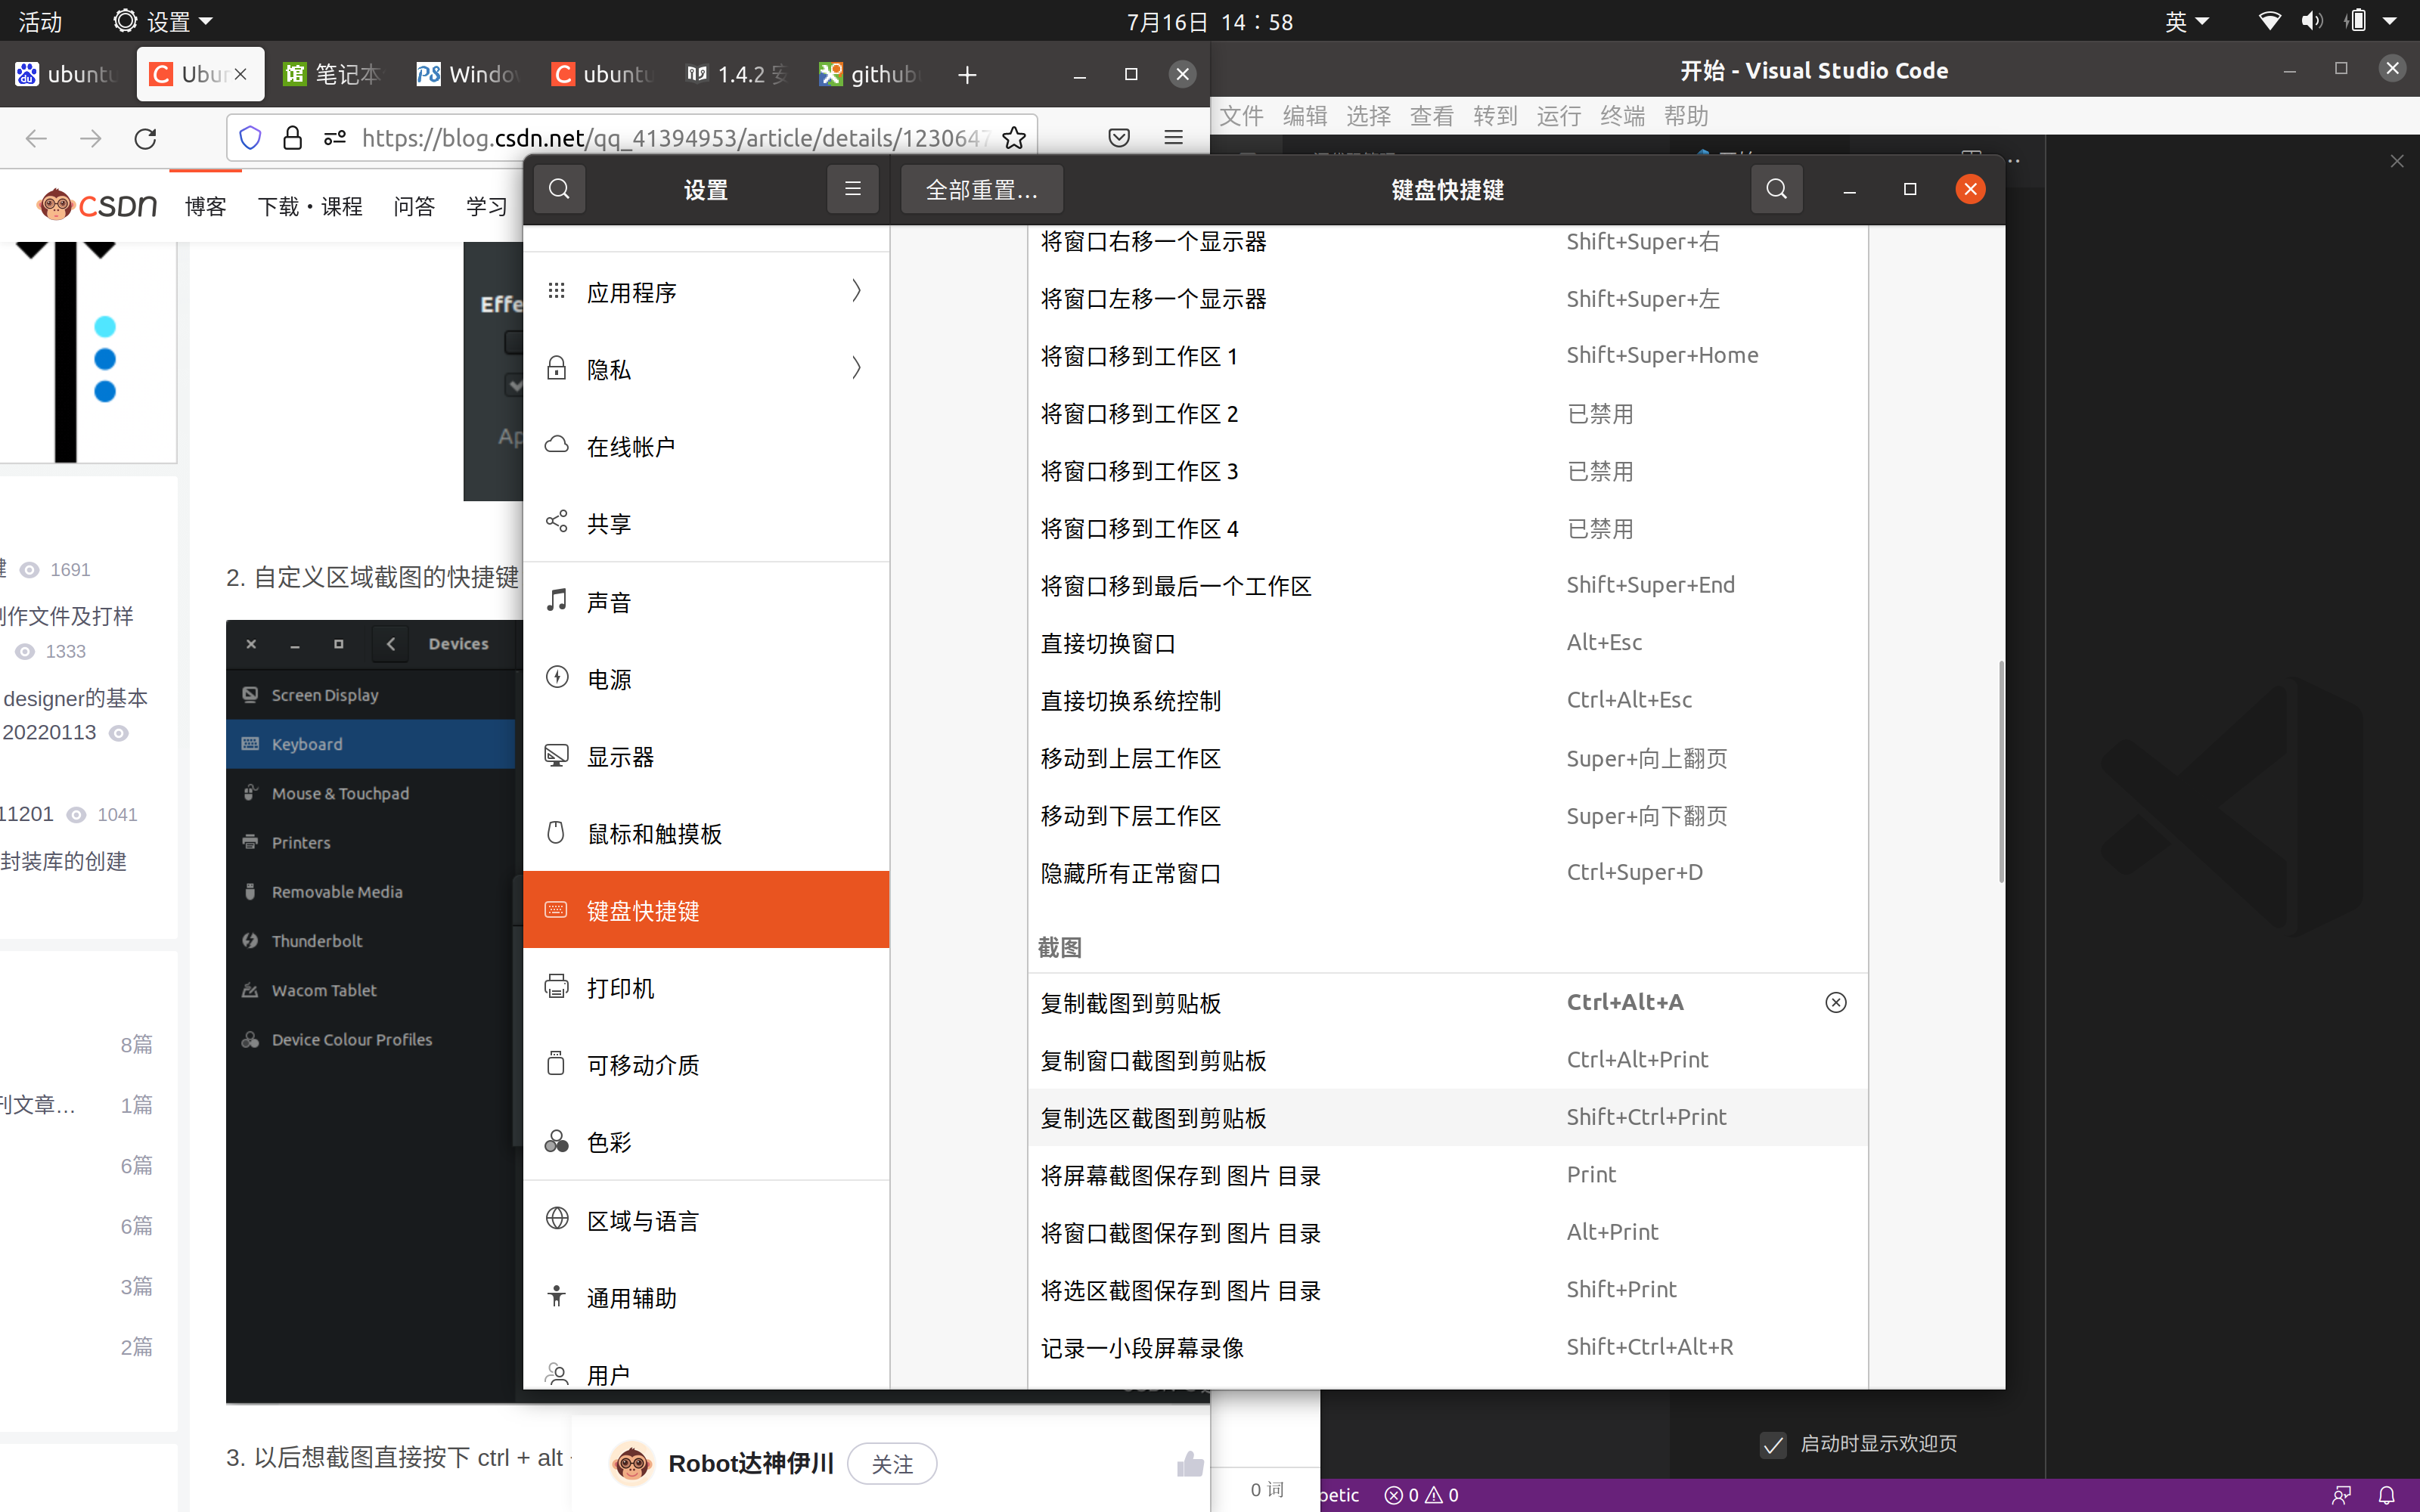 活动 设置 7月16日 14：58 英
ubuntu Ubun 笔记本 Window ubuntu 1.4.2 安 github
开始 - Visual Studio Code
文件 编辑 选择 查看 转到 运行 终端 帮助
https://blog.csdn.net/qq_41394953/article/details/1230647
CSDN 博客 下载·课程 问答 学习
设置 全部重置... 键盘快捷键
应用程序
隐私
在线帐户
共享
声音
电源
显示器
鼠标和触摸板
键盘快捷键
打印机
可移动介质
色彩
区域与语言
通用辅助
用户
将窗口右移一个显示器 Shift+Super+右
将窗口左移一个显示器 Shift+Super+左
将窗口移到工作区 1 Shift+Super+Home
将窗口移到工作区 2 已禁用
将窗口移到工作区 3 已禁用
将窗口移到工作区 4 已禁用
将窗口移到最后一个工作区 Shift+Super+End
直接切换窗口 Alt+Esc
直接切换系统控制 Ctrl+Alt+Esc
移动到上层工作区 Super+向上翻页
移动到下层工作区 Super+向下翻页
隐藏所有正常窗口 Ctrl+Super+D
截图
复制截图到剪贴板 Ctrl+Alt+A
复制窗口截图到剪贴板 Ctrl+Alt+Print
复制选区截图到剪贴板 Shift+Ctrl+Print
将屏幕截图保存到 图片 目录 Print
将窗口截图保存到 图片 目录 Alt+Print
将选区截图保存到 图片 目录 Shift+Print
记录一小段屏幕录像 Shift+Ctrl+Alt+R
Effe
Ap
2. 自定义区域截图的快捷键
Devices
Screen Display
Keyboard
Mouse & Touchpad
Printers
Removable Media
Thunderbolt
Wacom Tablet
Device Colour Profiles
3. 以后想截图直接按下 ctrl + alt
1691
作文件及打样
1333
designer的基本
20220113
11201 1041
封装库的创建
8篇
刊文章... 1篇
6篇
6篇
3篇
2篇
Robot达神伊川 关注
0 词
启动时显示欢迎页
oetic 0 0